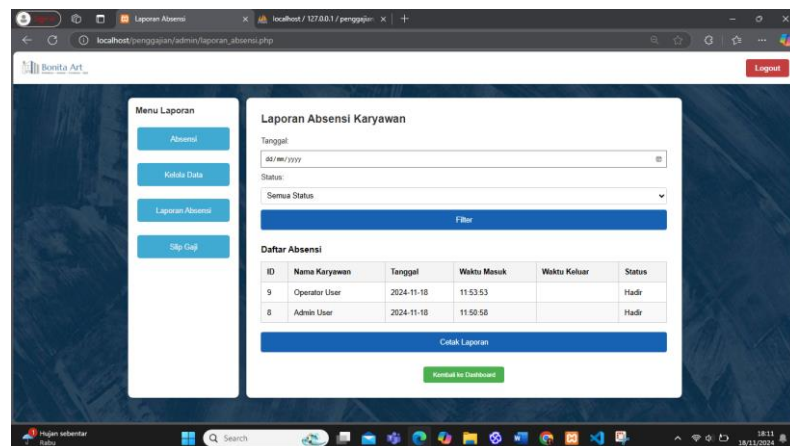 Laporan Absensi
localhost / 127.0.0.1 / penggajian
localhost/penggajian/admin/laporan_absensi.php
Bonita Art
Logout
Menu Laporan
Absensi
Kelola Data
Laporan Absensi
Slip Gaji
Laporan Absensi Karyawan
Tanggal:
dd/mm/yyyy
Status:
Semua Status
Filter
Daftar Absensi
ID Nama Karyawan Tanggal Waktu Masuk Waktu Keluar Status
9 Operator User 2024-11-18 11:53:53 Hadir
8 Admin User 2024-11-18 11:50:58 Hadir
Cetak Laporan
Kembali ke Dashboard
Hujan sebentar
Rabu
Search
18:11
18/11/2024